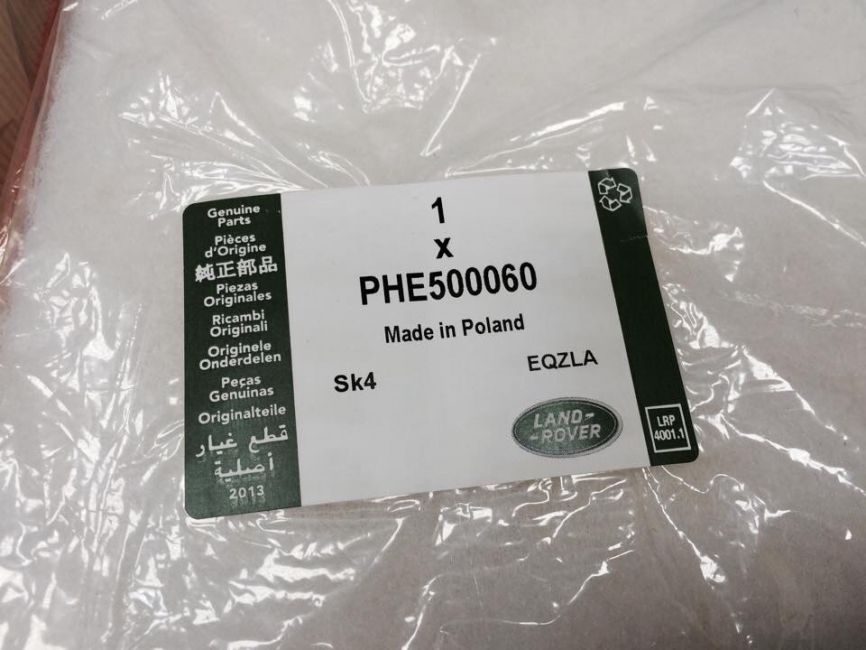 Genuine
Parts
Pièces
d'Origine
純正部品
Piezas
Originales
Ricambi
Originali
Originele
Onderdelen
Peças
Genuinas
Originalteile
قطع غيار
أصلية
2013
1
x
PHE500060
Made in Poland
Sk4
EQZLA
LAND-
-ROVER
LRP
4001.1